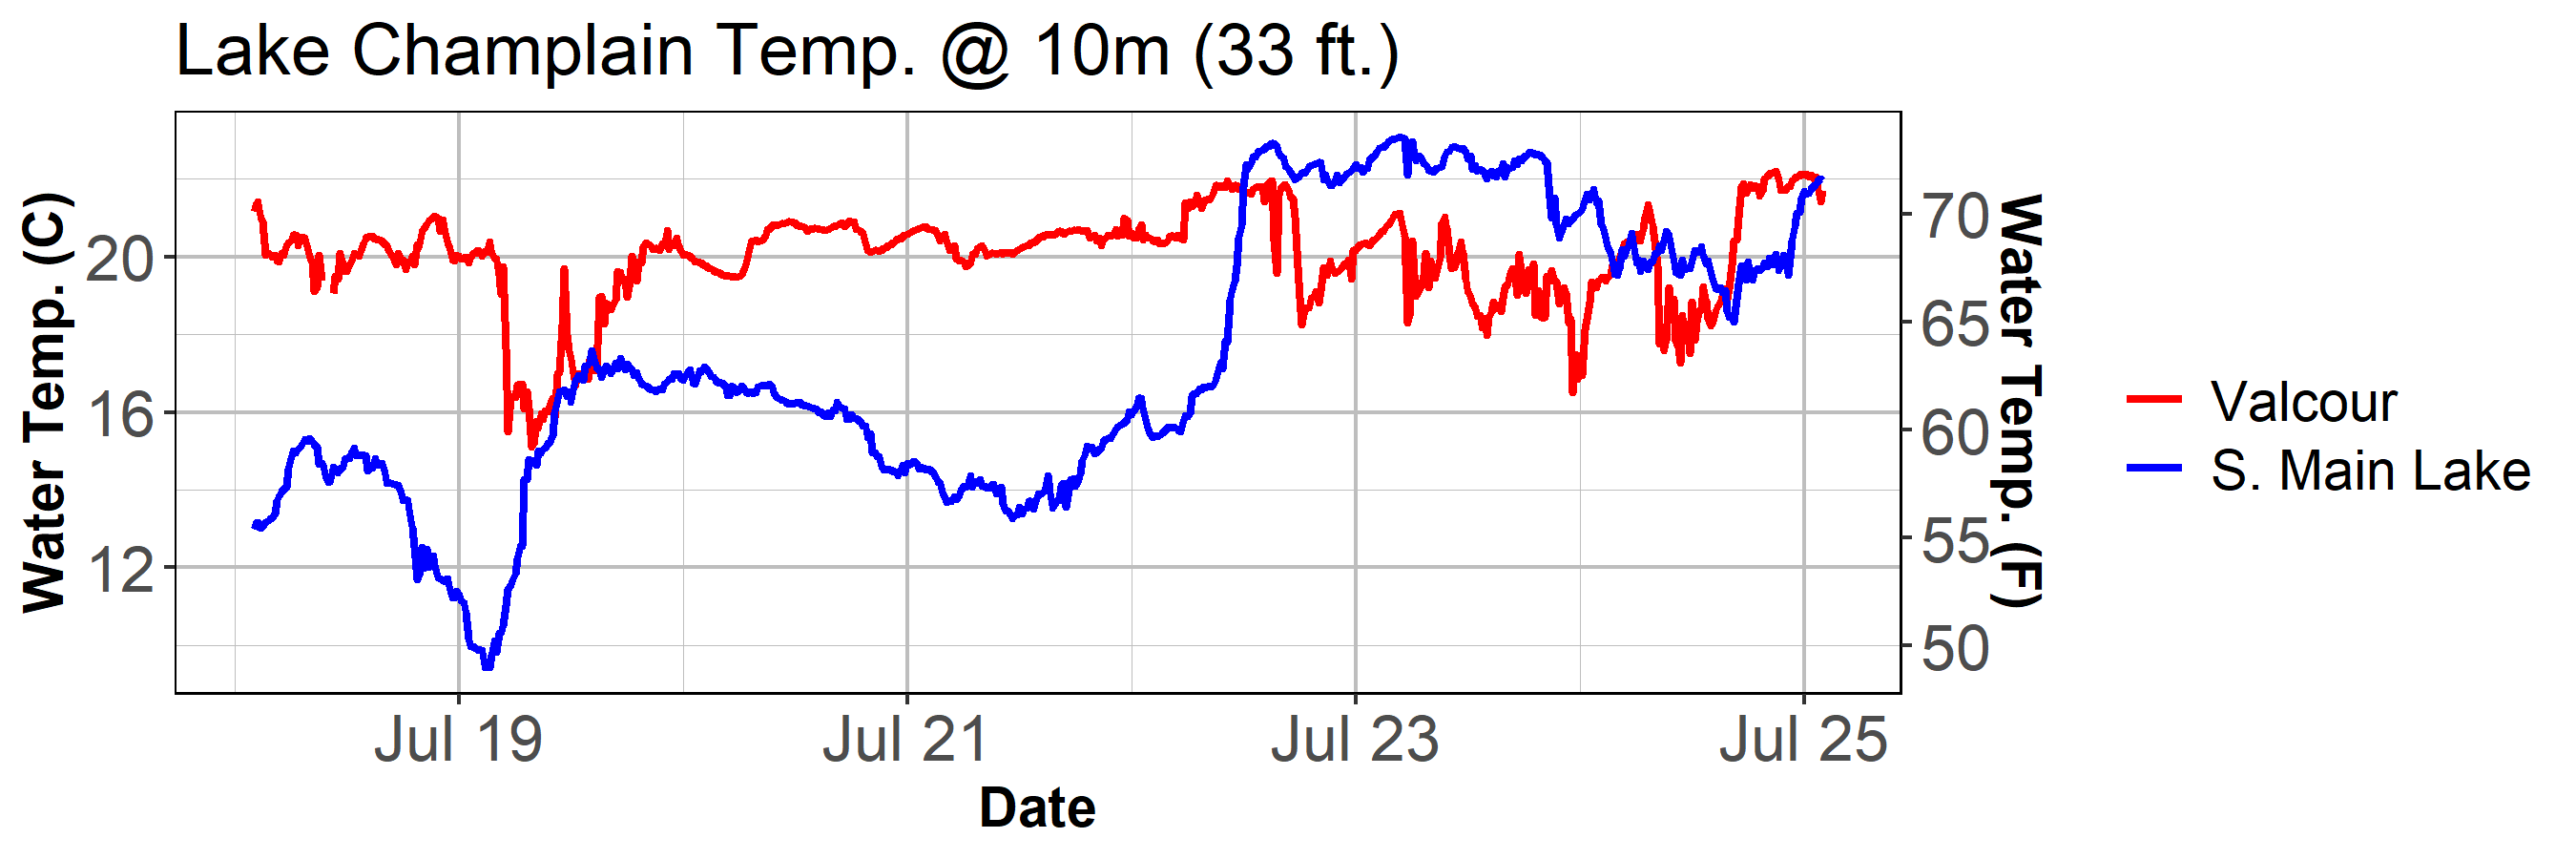 Lake Champlain Temp. @ 10m (33 ft.)
Water Temp. (C)
20
16
12
70
65
60
55
50
Water Temp. (F)
Jul 19
Jul 21
Jul 23
Jul 25
Date
Valcour
S. Main Lake